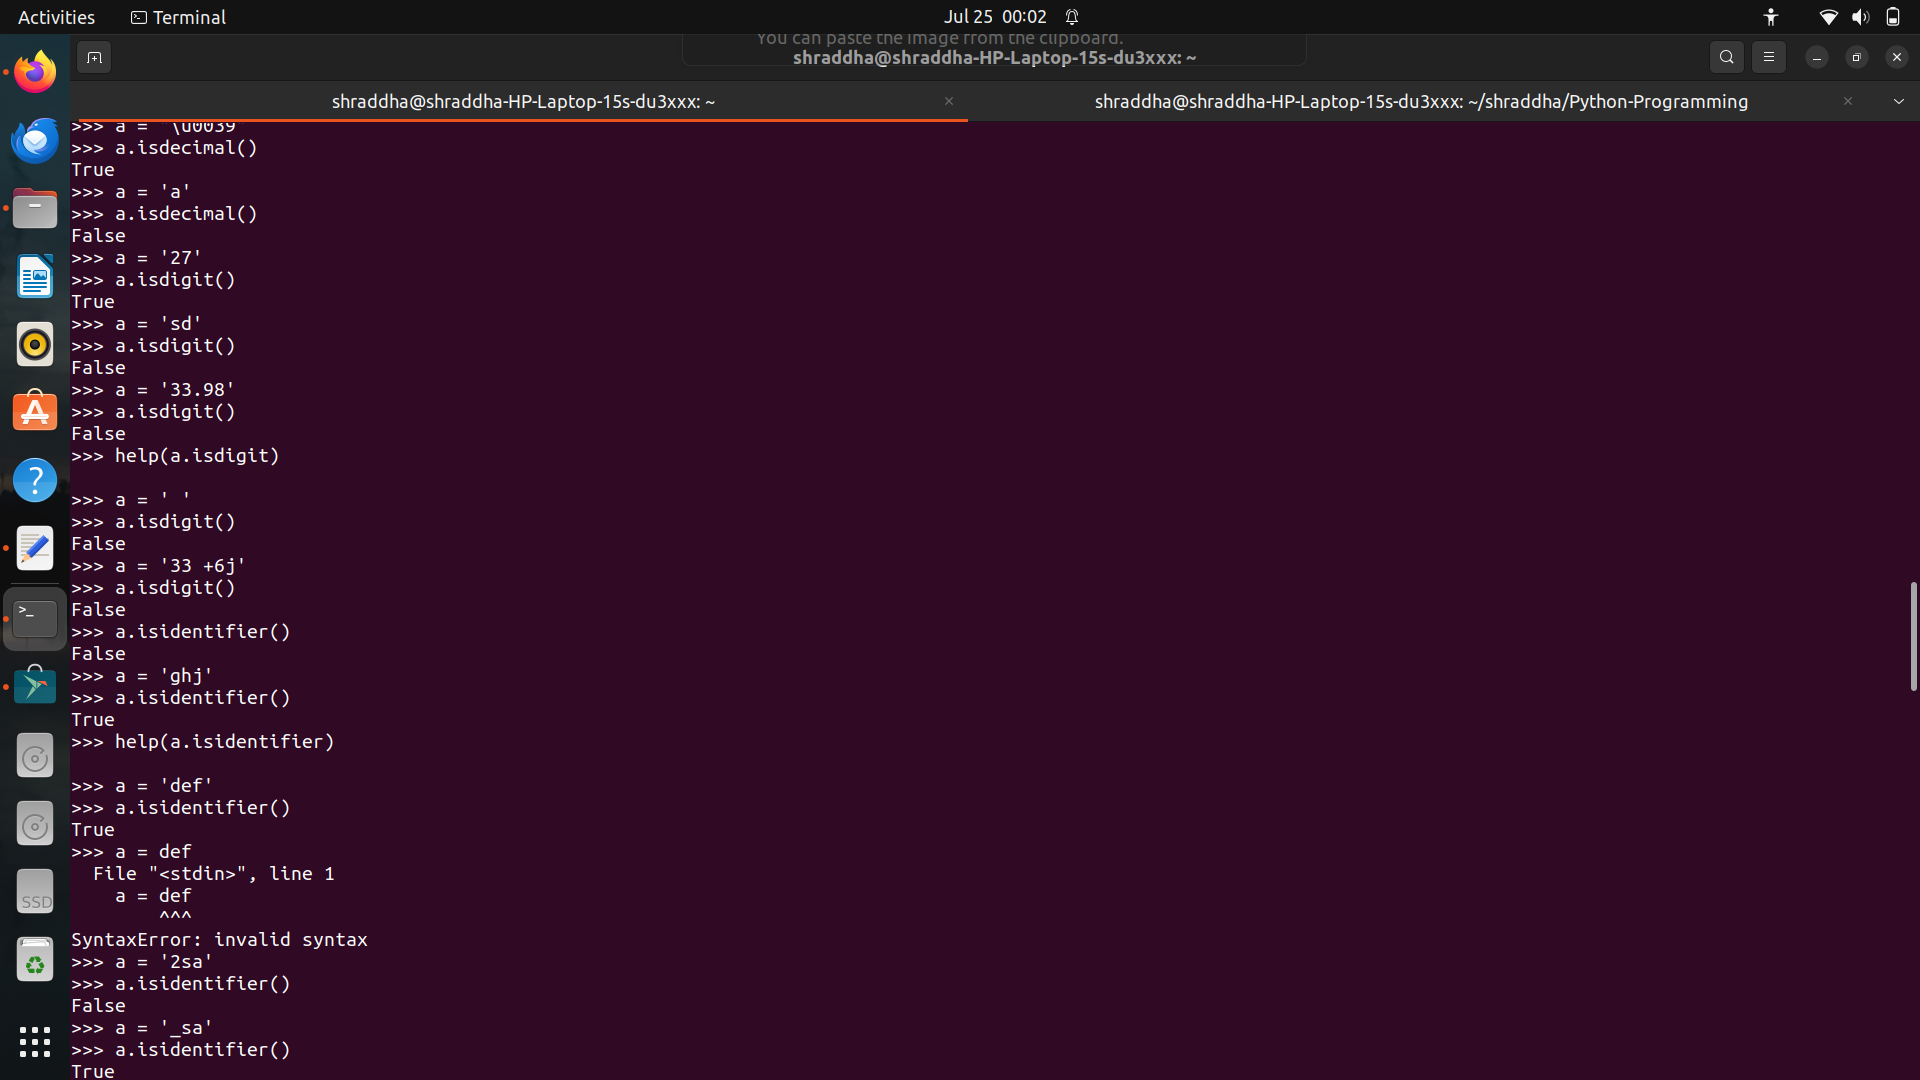 Activities
Terminal
Jul 25 00:02
You can paste the image from the clipboard.
shraddha@shraddha-HP-Laptop-15s-du3xxx: ~
shraddha@shraddha-HP-Laptop-15s-du3xxx: ~
shraddha@shraddha-HP-Laptop-15s-du3xxx: ~/shraddha/Python-Programming
>>> a = "\u0039"
>>> a.isdecimal()
True
>>> a = 'a'
>>> a.isdecimal()
False
>>> a = '27'
>>> a.isdigit()
True
>>> a = 'sd'
>>> a.isdigit()
False
>>> a = '33.98'
>>> a.isdigit()
False
>>> help(a.isdigit)
>>> a = ' '
>>> a.isdigit()
False
>>> a = '33 +6j'
>>> a.isdigit()
False
>>> a.isidentifier()
False
>>> a = 'ghj'
>>> a.isidentifier()
True
>>> help(a.isidentifier)
>>> a = 'def'
>>> a.isidentifier()
True
>>> a = def
  File "<stdin>", line 1
    a = def
        ^^^
SyntaxError: invalid syntax
>>> a = '2sa'
>>> a.isidentifier()
False
>>> a = '_sa'
>>> a.isidentifier()
True
SSD